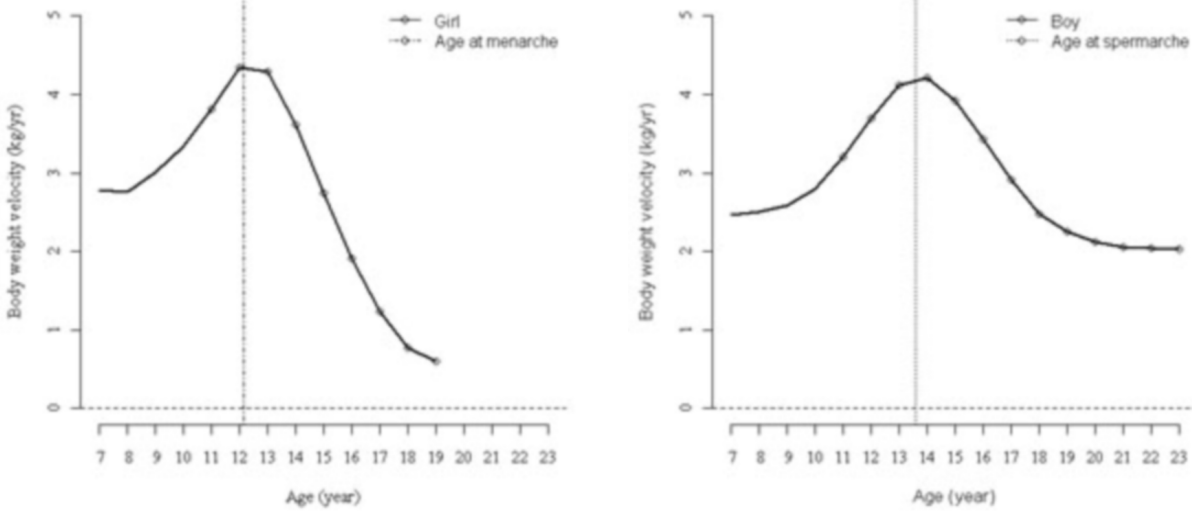 Girl
Age at menarche
Body weight velocity (kg/yr)
5
4
3
2
1
0
7 8 9 10 11 12 13 14 15 16 17 18 19 20 21 22 23
Age (year)
Boy
Age at spermarche
Body weight velocity (kg/yr)
5
4
3
2
1
0
7 8 9 10 11 12 13 14 15 16 17 18 19 20 21 22 23
Age (year)